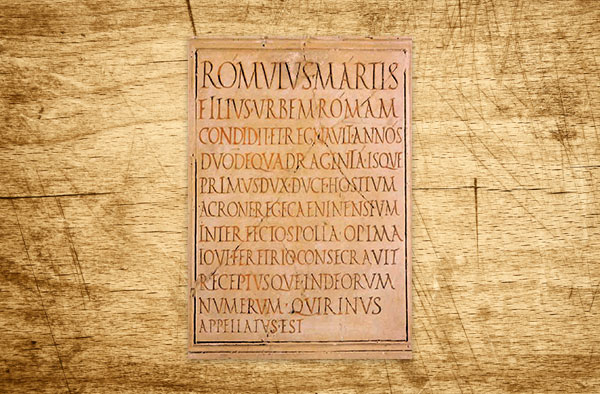 ROMVLVS·MARTIS
FILIVS VRBEM ROMAM
CONDIDIT·ET REGNAVIT ANNOS
DVODEQVADRAGINTA·ISQVE
PRIMVS·DVX·DVCE·HOSTIVM
ACRONE REGE CAENINENSIVM
INTERFECTO SPOLIA·OPIMA
IOVI·FERETRIO CONSECRAVIT
RECEPTVSQVE·IN DEORVM
NVMERVM·QVIRINVS
APPELLATVS·EST